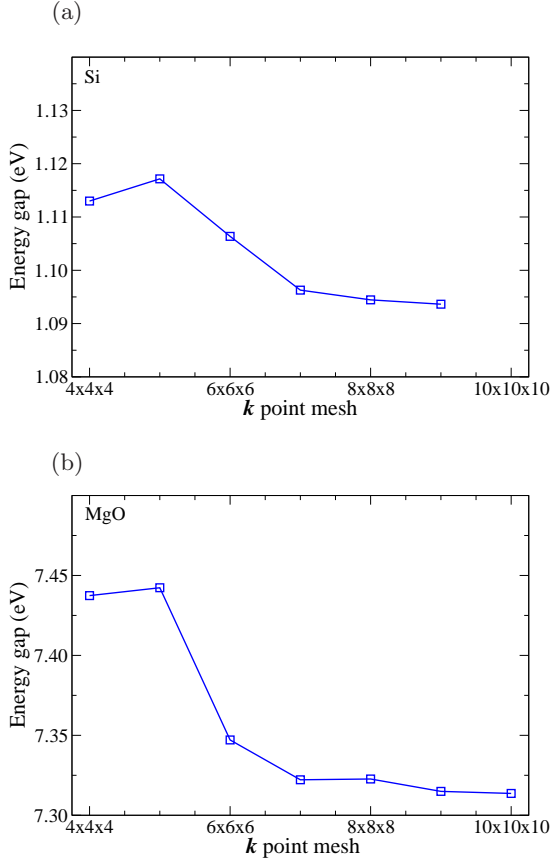 (a)
Si
1.13
1.12
1.11
1.10
1.09
1.08
Energy gap (eV)
4x4x4 6x6x6 8x8x8 10x10x10
k point mesh
(b)
MgO
7.45
7.40
7.35
7.30
Energy gap (eV)
4x4x4 6x6x6 8x8x8 10x10x10
k point mesh